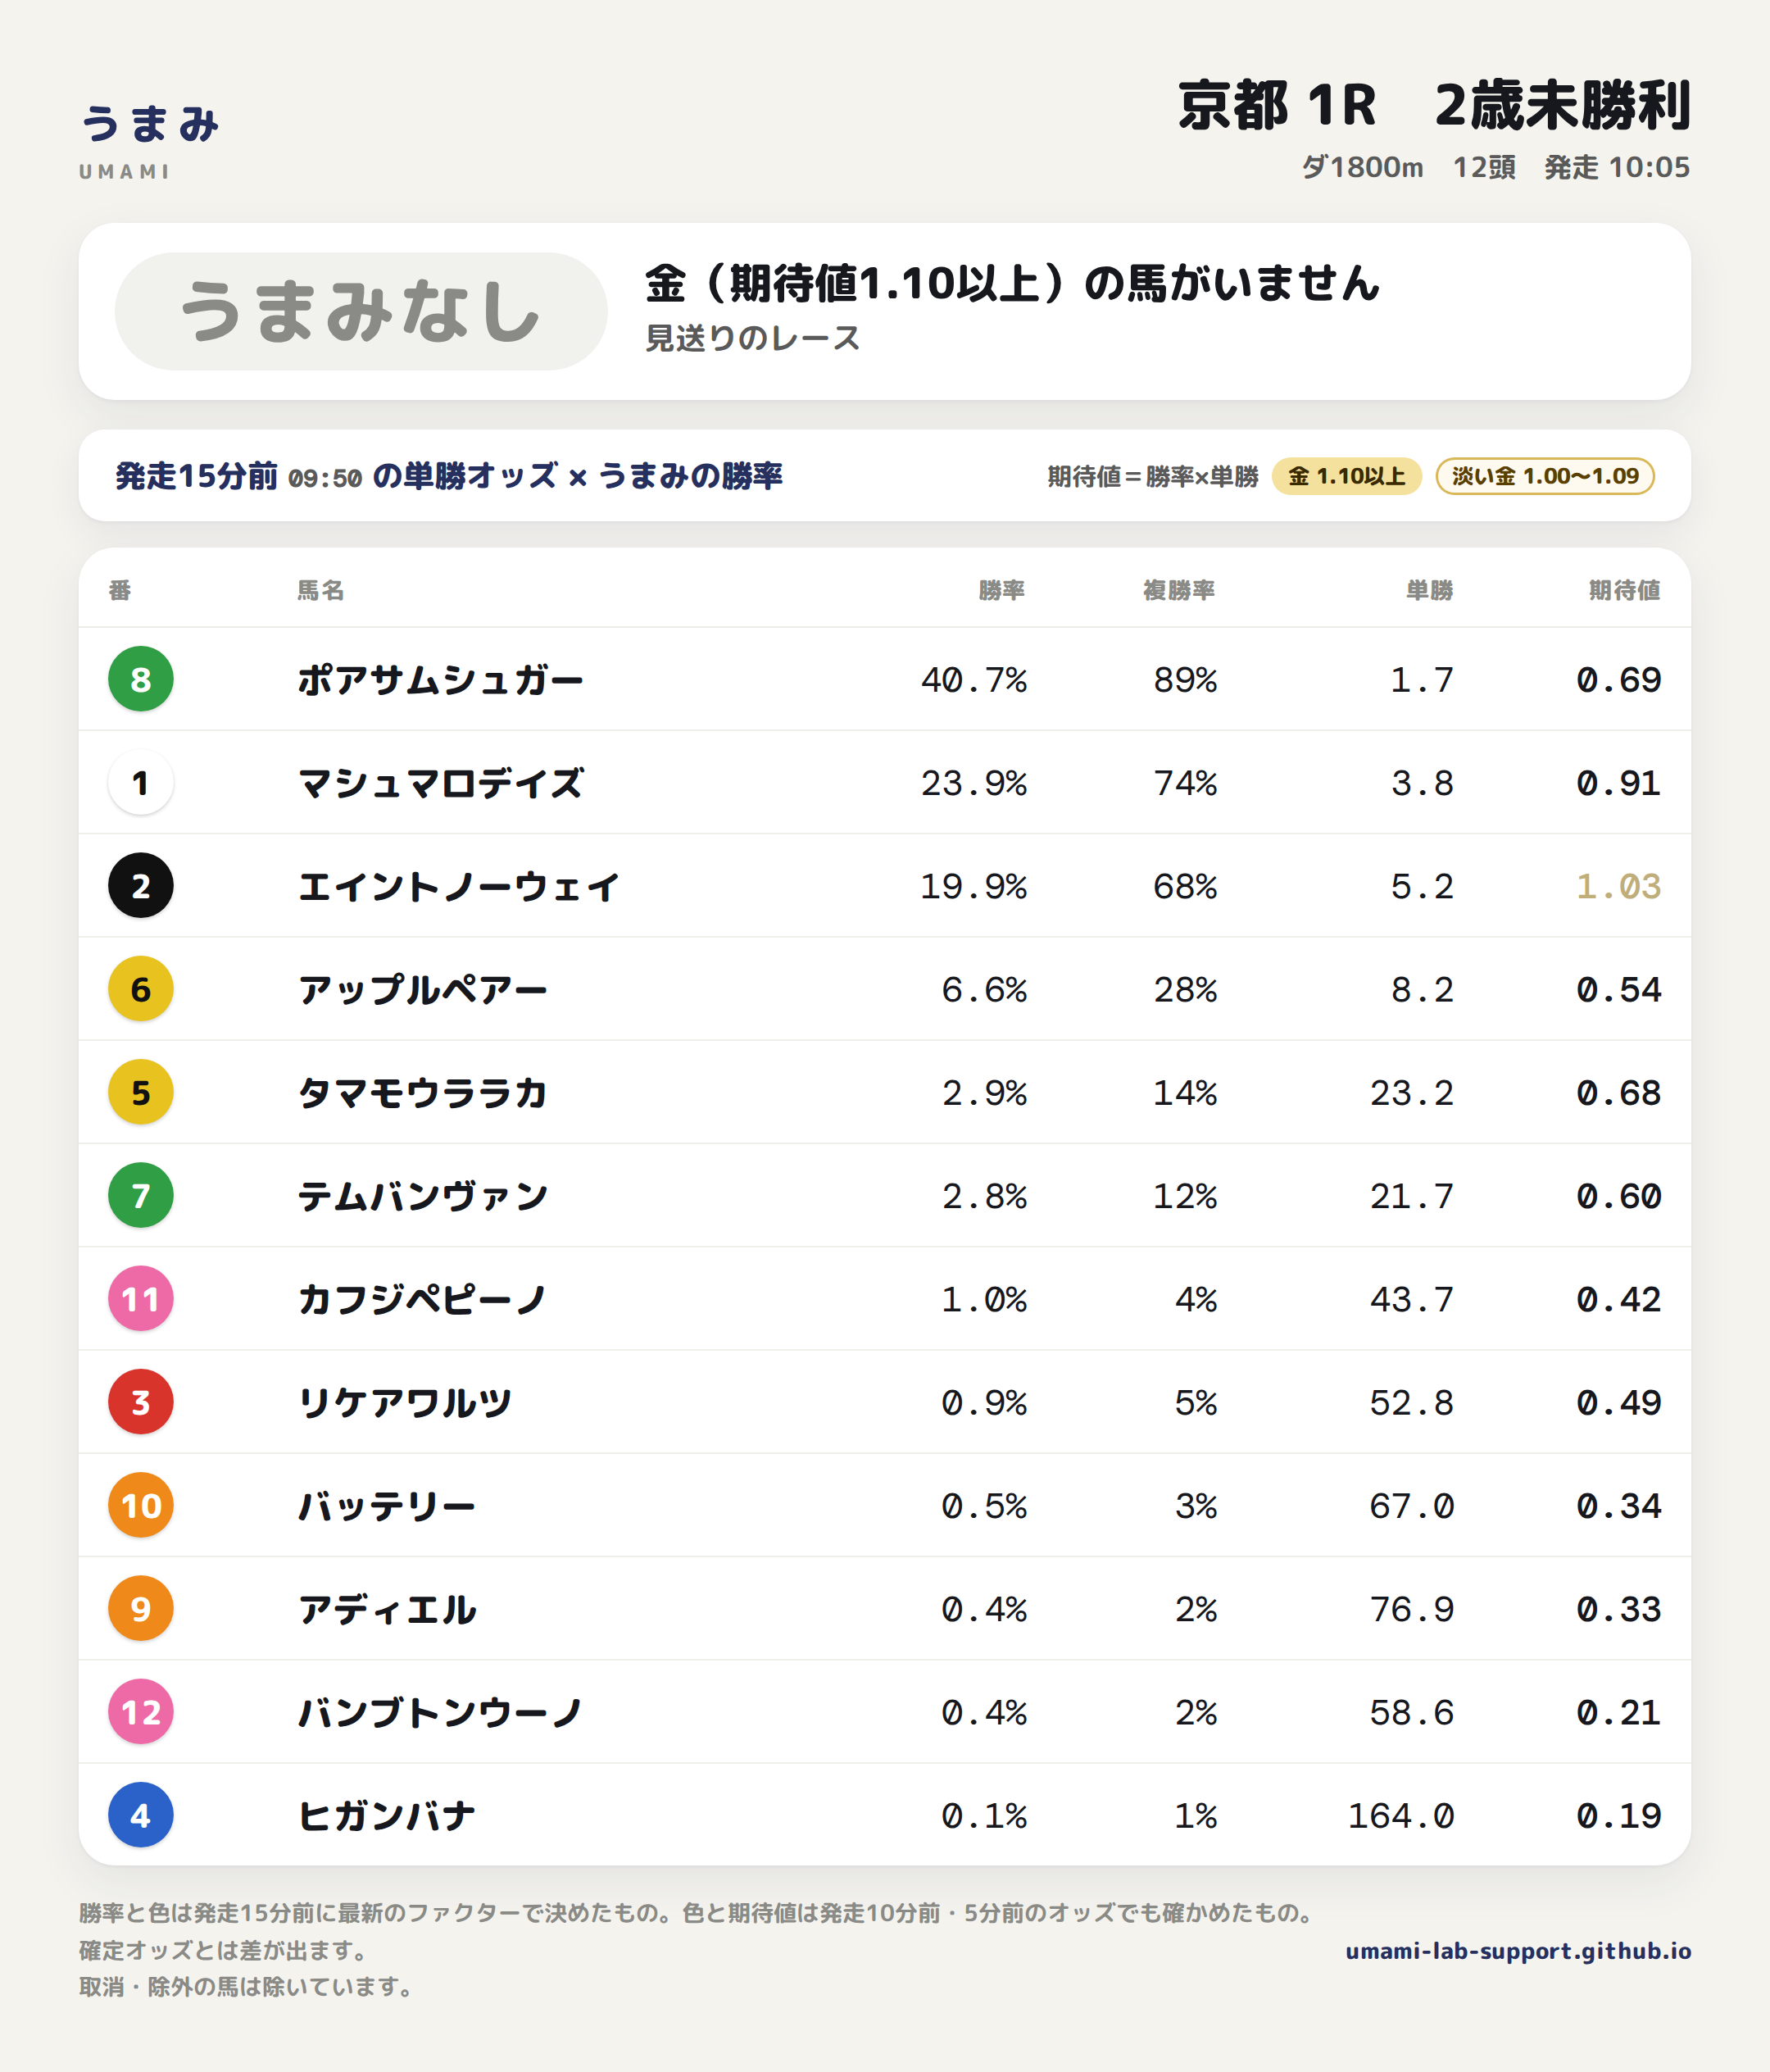 うまみ
UMAMI
京都 1R　2歳未勝利
ダ1800m　12頭　発走 10:05
うまみなし
金（期待値1.10以上）の馬がいません
見送りのレース
発走15分前 09:50 の単勝オッズ × うまみの勝率
期待値＝勝率×単勝 金 1.10以上 淡い金 1.00〜1.09
番 馬名 勝率 複勝率 単勝 期待値
8 ポアサムシュガー 40.7% 89% 1.7 0.69
1 マシュマロデイズ 23.9% 74% 3.8 0.91
2 エイントノーウェイ 19.9% 68% 5.2 1.03
6 アップルペアー 6.6% 28% 8.2 0.54
5 タマモウララカ 2.9% 14% 23.2 0.68
7 テムバンヴァン 2.8% 12% 21.7 0.60
11 カフジペピーノ 1.0% 4% 43.7 0.42
3 リケアワルツ 0.9% 5% 52.8 0.49
10 バッテリー 0.5% 3% 67.0 0.34
9 アディエル 0.4% 2% 76.9 0.33
12 バンブトンウーノ 0.4% 2% 58.6 0.21
4 ヒガンバナ 0.1% 1% 164.0 0.19
勝率と色は発走15分前に最新のファクターで決めたもの。色と期待値は発走10分前・5分前のオッズでも確かめたもの。
確定オッズとは差が出ます。
取消・除外の馬は除いています。
umami-lab-support.github.io